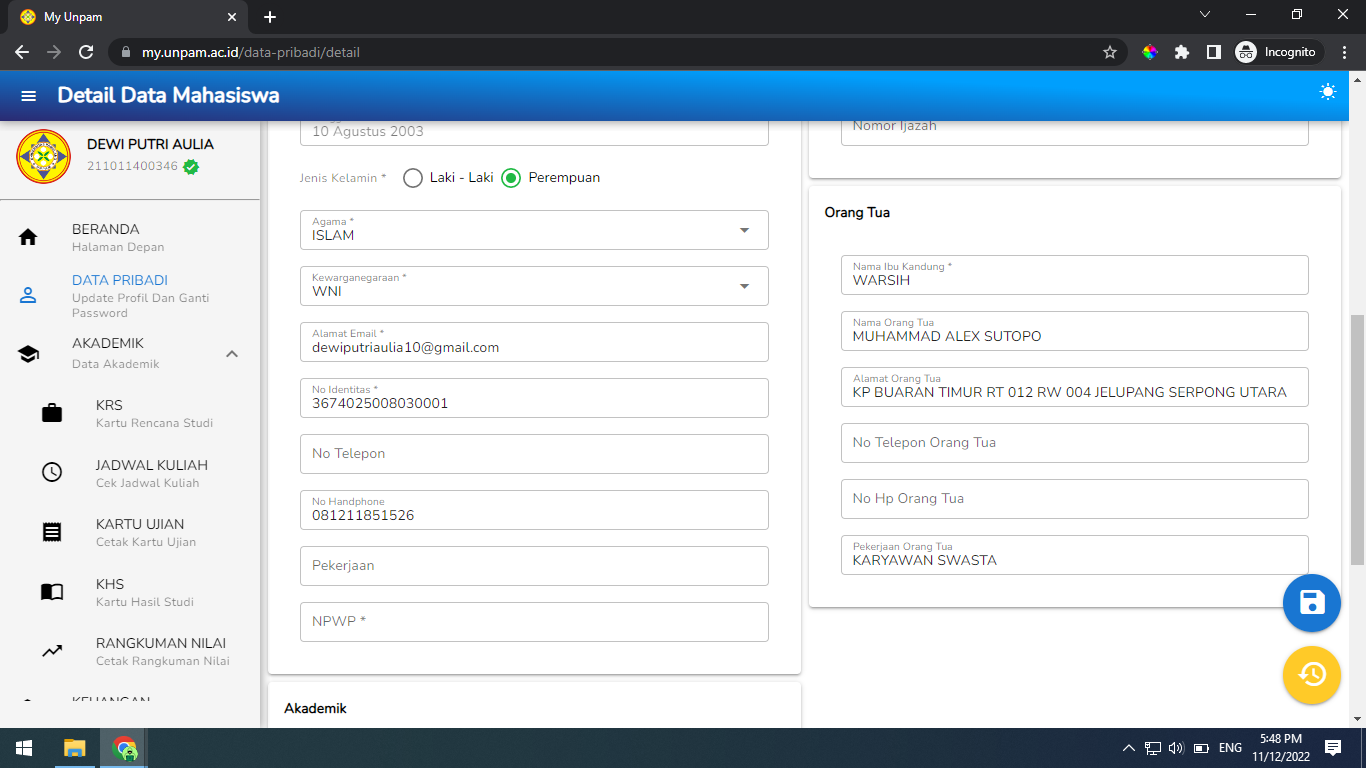 My Unpam
my.unpam.ac.id/data-pribadi/detail
Incognito
Detail Data Mahasiswa
DEWI PUTRI AULIA
211011400346
BERANDA
Halaman Depan
DATA PRIBADI
Update Profil Dan Ganti
Password
AKADEMIK
Data Akademik
KRS
Kartu Rencana Studi
JADWAL KULIAH
Cek Jadwal Kuliah
KARTU UJIAN
Cetak Kartu Ujian
KHS
Kartu Hasil Studi
RANGKUMAN NILAI
Cetak Rangkuman Nilai
KEUANGAN
10 Agustus 2003
Jenis Kelamin * Laki - Laki Perempuan
Agama *
ISLAM
Kewarganegaraan *
WNI
Alamat Email *
dewiputriaulia10@gmail.com
No Identitas *
3674025008030001
No Telepon
No Handphone
081211851526
Pekerjaan
NPWP *
Akademik
Nomor Ijazah
Orang Tua
Nama Ibu Kandung *
WARSIH
Nama Orang Tua
MUHAMMAD ALEX SUTOPO
Alamat Orang Tua
KP BUARAN TIMUR RT 012 RW 004 JELUPANG SERPONG UTARA
No Telepon Orang Tua
No Hp Orang Tua
Pekerjaan Orang Tua
KARYAWAN SWASTA
ENG
5:48 PM
11/12/2022